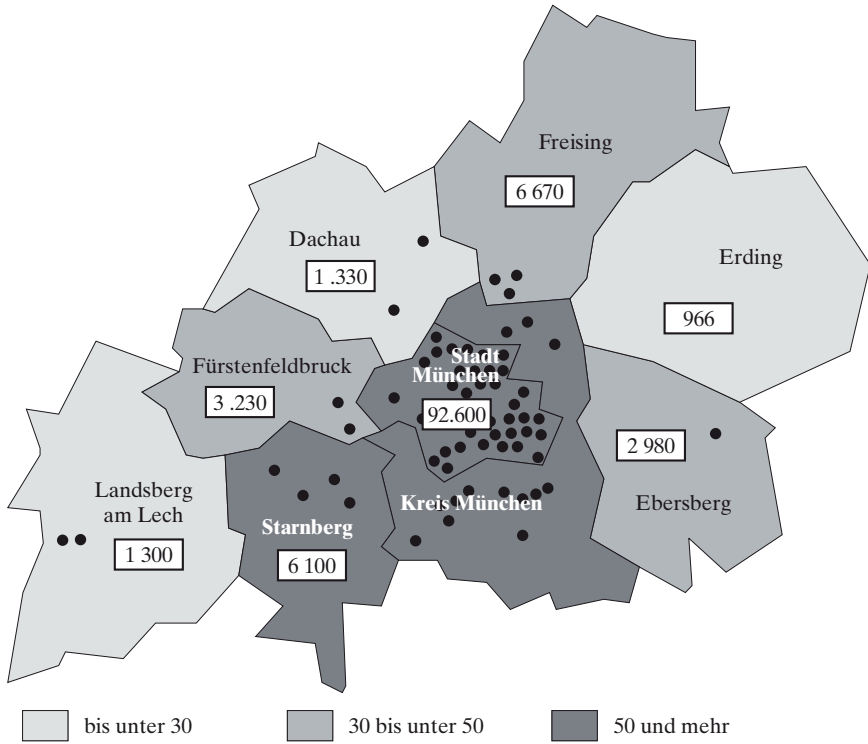 Freising
6 670
Dachau
1 .330
Erding
966
Fürstenfeldbruck
3 .230
Stadt
München
92.600
2 980
Ebersberg
Landsberg
am Lech
1 300
Starnberg
6 100
Kreis München
bis unter 30
30 bis unter 50
50 und mehr